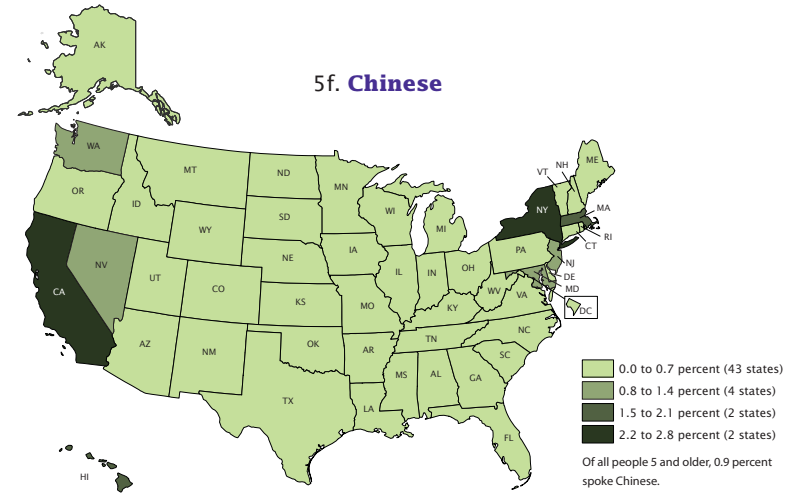 AK
5f. Chinese
WA
MT
ND
MN
VT
NH
ME
OR
ID
SD
WI
MI
NY
MA
RI
CT
WY
NE
IA
PA
NJ
DE
MD
DC
NV
UT
CO
IL
IN
OH
WV
VA
CA
KS
MO
KY
AZ
NM
OK
AR
TN
NC
SC
TX
LA
MS
AL
GA
FL
HI
0.0 to 0.7 percent (43 states)
0.8 to 1.4 percent (4 states)
1.5 to 2.1 percent (2 states)
2.2 to 2.8 percent (2 states)
Of all people 5 and older, 0.9 percent
spoke Chinese.